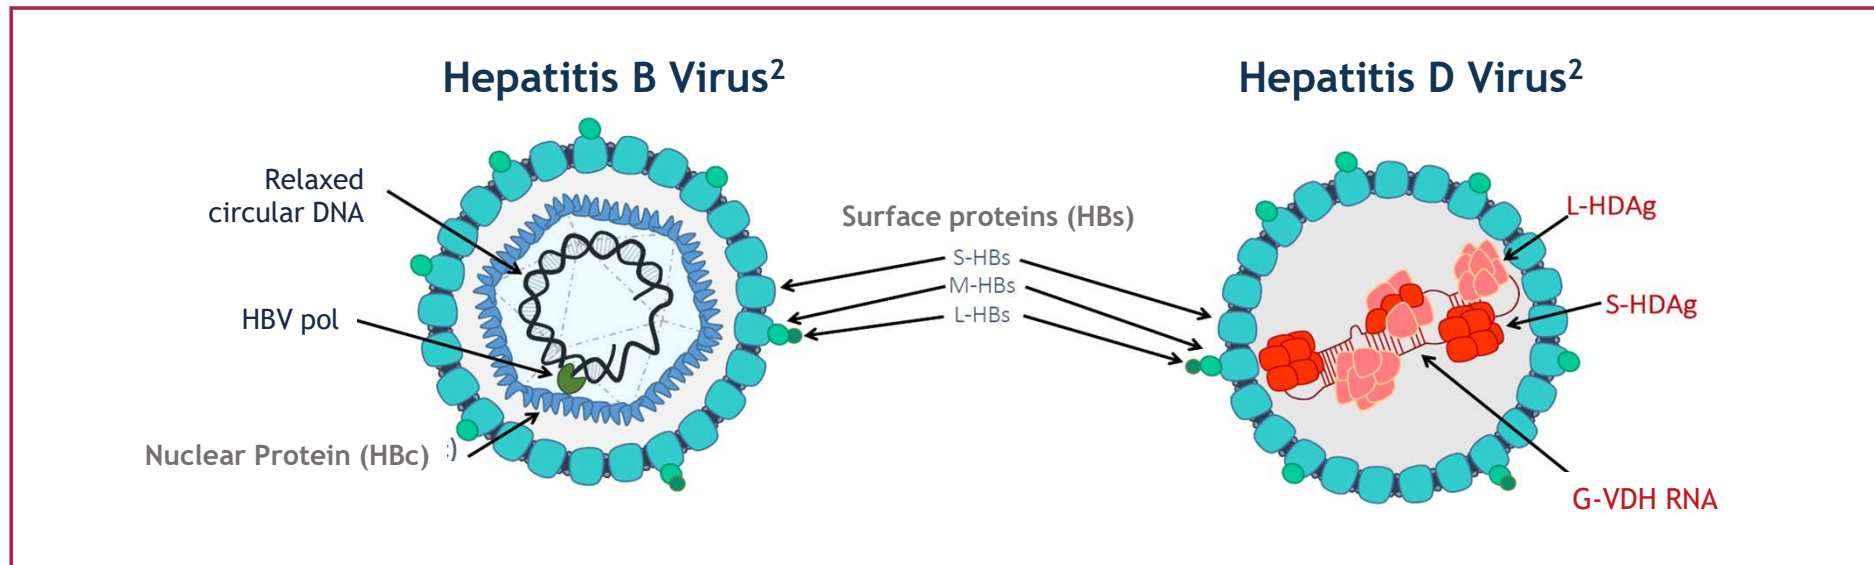 Hepatitis B Virus²
Hepatitis D Virus²
Relaxed
circular DNA
HBV pol
Nuclear Protein (HBc)
:)
Surface proteins (HBs)
S-HBs
M-HBs
L-HBs
L-HDAg
S-HDAg
G-VDH RNA